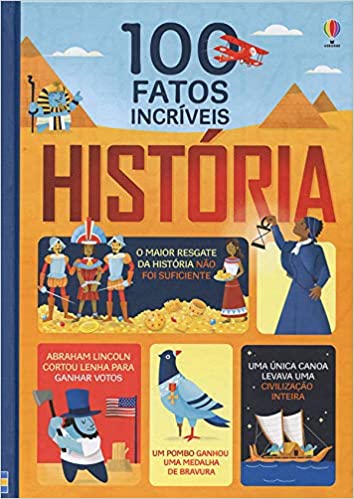 100
FATOS
INCRÍVEIS
USBORNE
HISTÓRIA
O MAIOR RESGATE
DA HISTÓRIA NÃO
FOI SUFICIENTE
ABRAHAM LINCOLN
CORTOU LENHA PARA
GANHAR VOTOS
UM POMBO GANHOU
UMA MEDALHA
DE BRAVURA
UMA ÚNICA CANOA
LEVAVA UMA
CIVILIZAÇÃO
INTEIRA